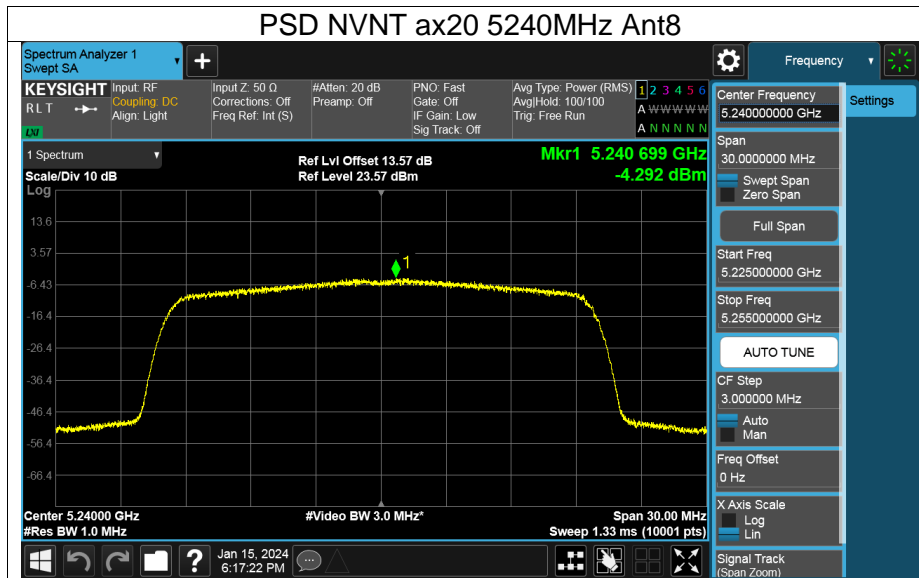 PSD NVNT ax20 5240MHz Ant8
Spectrum Analyzer 1
Swept SA
+
Frequency
KEYSIGHT
RLT
LXI
Input: RF
Coupling: DC
Align: Light
Input Z: 50 Ω
Corrections: Off
Freq Ref: Int (S)
#Atten: 20 dB
Preamp: Off
PNO: Fast
Gate: Off
IF Gain: Low
Sig Track: Off
Avg Type: Power (RMS)
Avg|Hold: 100/100
Trig: Free Run
1 2 3 4 5 6
A W W W W W
A N N N N N
1 Spectrum
Scale/Div 10 dB
Ref Lvl Offset 13.57 dB
Ref Level 23.57 dBm
Mkr1 5.240 699 GHz
-4.292 dBm
Log
13.6
3.57
-6.43
-16.4
-26.4
-36.4
-46.4
-56.4
-66.4
1
Center 5.24000 GHz
#Res BW 1.0 MHz
#Video BW 3.0 MHz*
Span 30.00 MHz
Sweep 1.33 ms (10001 pts)
Center Frequency
5.240000000 GHz
Settings
Span
30.0000000 MHz
Swept Span
Zero Span
Full Span
Start Freq
5.225000000 GHz
Stop Freq
5.255000000 GHz
AUTO TUNE
CF Step
3.000000 MHz
Auto
Man
Freq Offset
0 Hz
X Axis Scale
Log
Lin
Signal Track
(Span Zoom)
?
Jan 15, 2024
6:17:22 PM